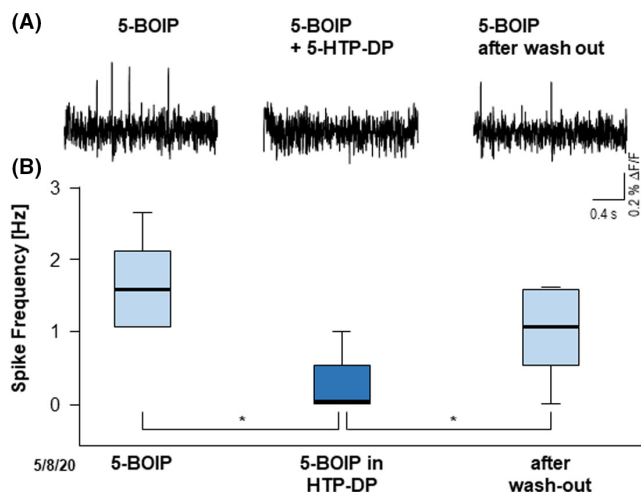 (A)
5-BOIP
5-BOIP
+ 5-HTP-DP
5-BOIP
after wash out
0.4 s
0.2 % ΔF/F
(B)
Spike Frequency [Hz]
3
2
1
0
*
*
5/8/20
5-BOIP
5-BOIP in
HTP-DP
after
wash-out